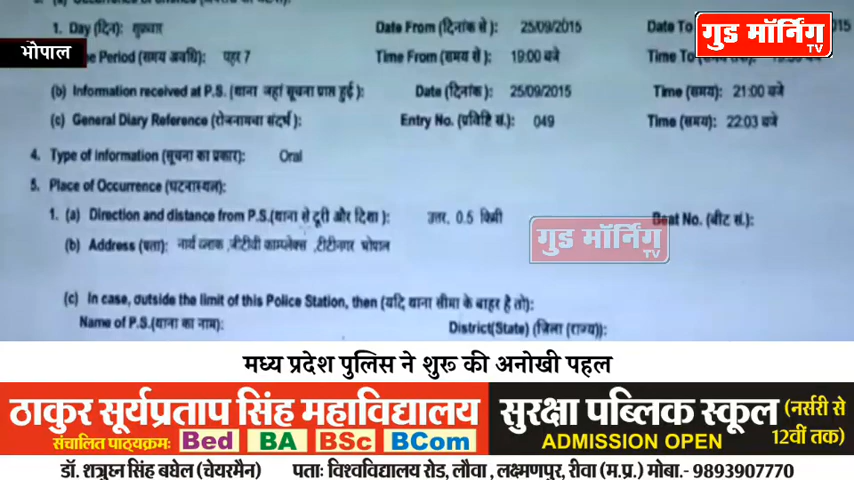 1. Day (दिन): शुक्रवार Date From (दिनांक से): 25/09/2015 Date To
गुड मॉर्निंग TV
2015
भोपाल
Time Period (समय अवधि): पहर 7 Time From (समय से): 19:00 बजे Time To
(b) Information received at P.S. (थाना जहां सूचना प्राप्त हुई): Date (दिनांक): 25/09/2015 Time (समय): 21:00 बजे
(c) General Diary Reference (रोजनामचा संदर्भ): Entry No. (प्रविष्टि सं.): 049 Time (समय): 22:03 बजे
4. Type of Information (सूचना का प्रकार): Oral
5. Place of Occurrence (घटनास्थल):
1. (a) Direction and distance from P.S.(थाना से दूरी और दिशा): उत्तर, 0.5 किमी Beat No. (बीट सं.):
गुड मॉर्निंग TV
(b) Address (पता): नार्थ ब्लाक ,जीटीवी काम्प्लेक्स ,टीटीनगर भोपाल
(c) In case, outside the limit of this Police Station, then (यदि थाना सीमा के बाहर है तो):
Name of P.S.(थाना का नाम): District(State) (जिला (राज्य)):
मध्य प्रदेश पुलिस ने शुरू की अनोखी पहल
ठाकुर सूर्यप्रताप सिंह महाविद्यालय सुरक्षा पब्लिक स्कूल (नर्सरी से 12वीं तक)
संचालित पाठ्यक्रमः Bed BA BSc BCom ADMISSION OPEN
डॉ. शत्रुघ्न सिंह बघेल (चेयरमैन) पताः विश्वविद्यालय रोड, लौवा , लक्ष्मणपुर, रीवा (म.प्र.) मोबा.- 9893907770